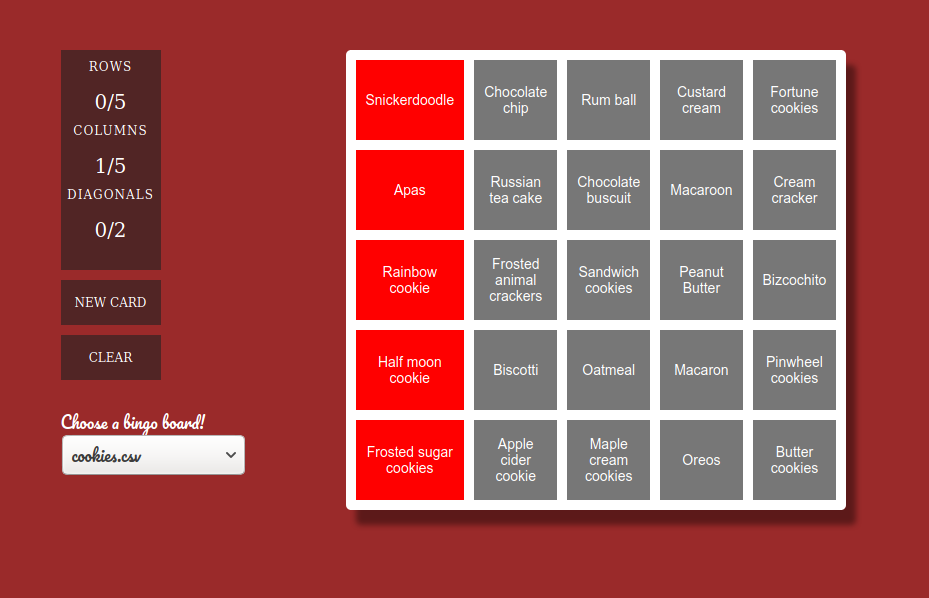 ROWS
0/5
COLUMNS
1/5
DIAGONALS
0/2
NEW CARD
CLEAR
Choose a bingo board!
cookies.csv
Snickerdoodle
Chocolate
chip
Rum ball
Custard
cream
Fortune
cookies
Apas
Russian
tea cake
Chocolate
buscuit
Macaroon
Cream
cracker
Rainbow
cookie
Frosted
animal
crackers
Sandwich
cookies
Peanut
Butter
Bizcochito
Half moon
cookie
Biscotti
Oatmeal
Macaron
Pinwheel
cookies
Frosted sugar
cookies
Apple
cider
cookie
Maple
cream
cookies
Oreos
Butter
cookies